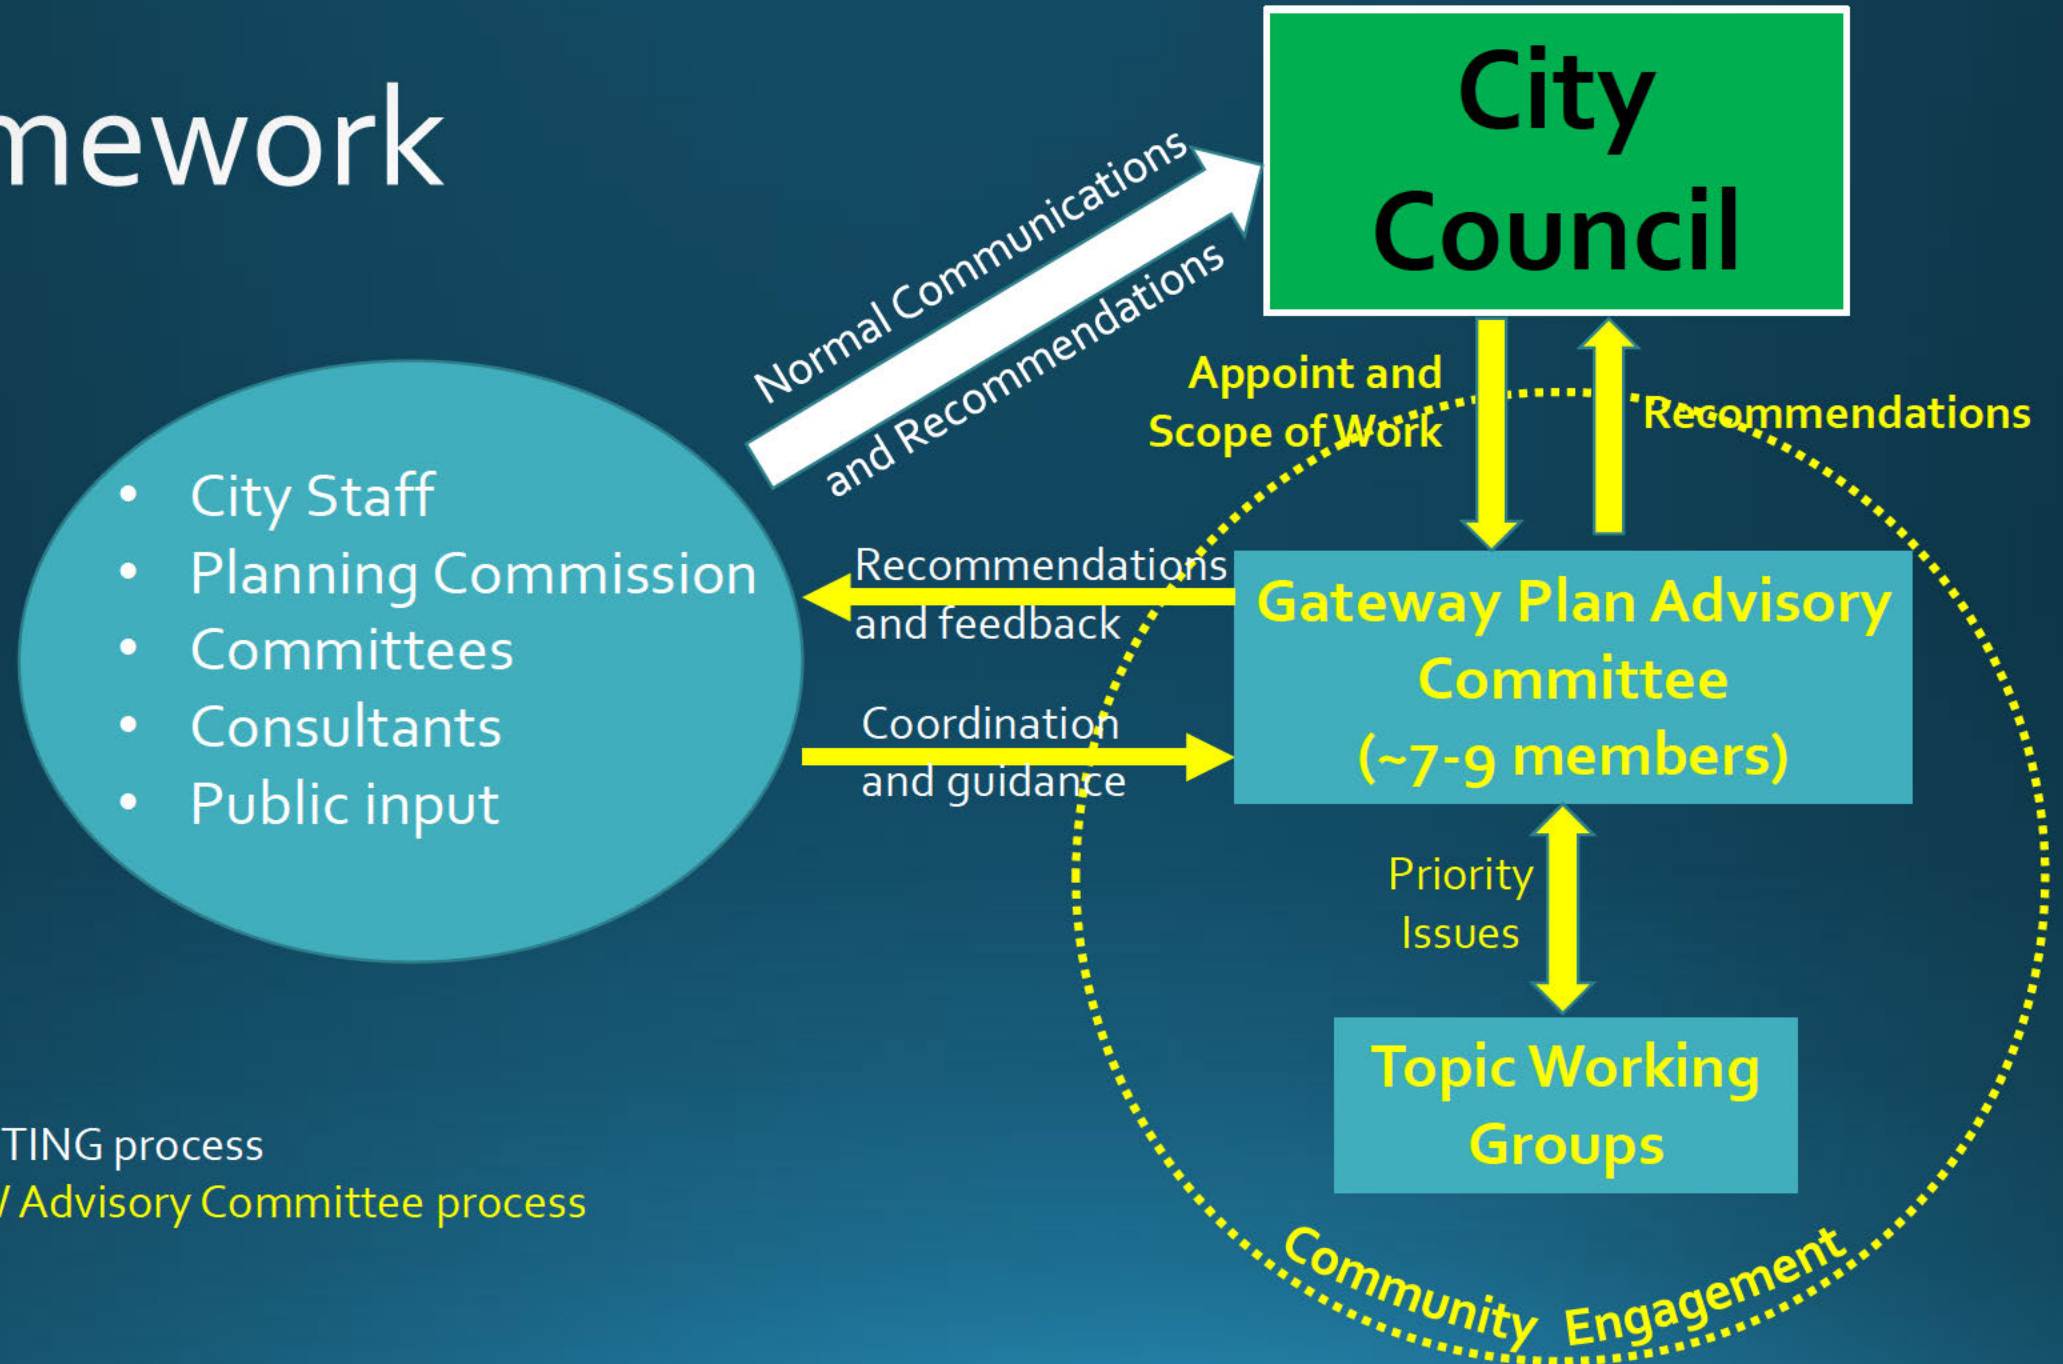 mework
City
Council
Normal Communications
and Recommendations
Appoint and
Scope of Work
Recommendations
• City Staff
• Planning Commission
• Committees
• Consultants
• Public input
Recommendations
and feedback
Coordination
and guidance
Gateway Plan Advisory
Committee
(~7-9 members)
Priority
Issues
Topic Working
Groups
TING process
Advisory Committee process
Community Engagement